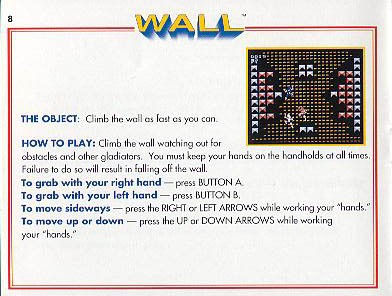 8
WALL™
THE OBJECT: Climb the wall as fast as you can.
HOW TO PLAY: Climb the wall watching out for
obstacles and other gladiators. You must keep your hands on the handholds at all times.
Failure to do so will result in falling off the wall.
To grab with your right hand — press BUTTON A.
To grab with your left hand — press BUTTON B.
To move sideways — press the RIGHT or LEFT ARROWS while working your "hands."
To move up or down — press the UP or DOWN ARROWS while working
your "hands."